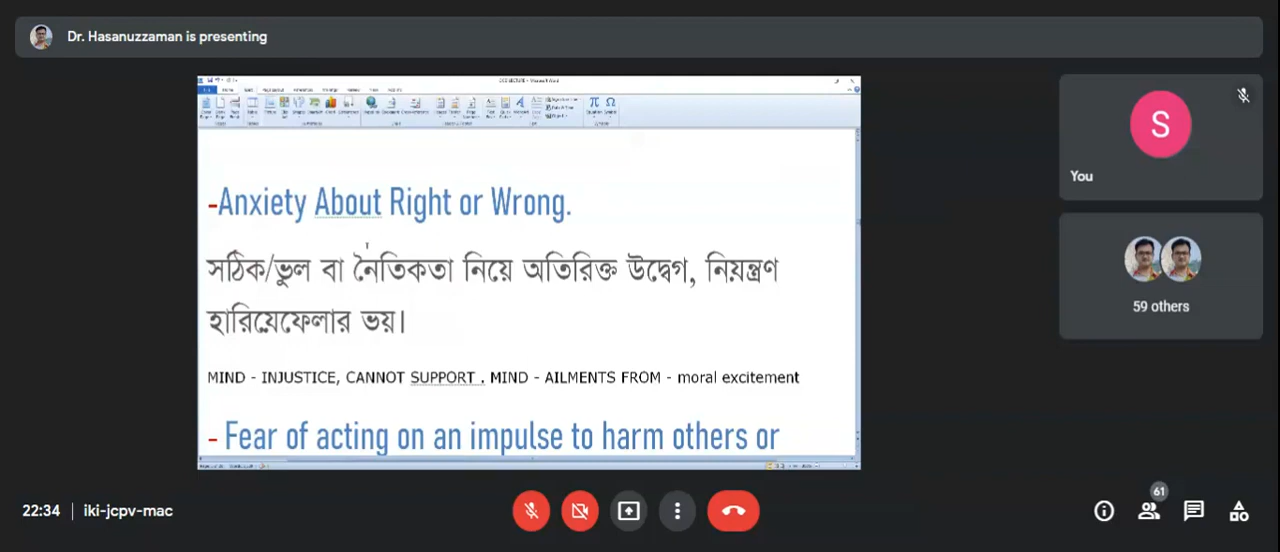 Dr. Hasanuzzaman is presenting
-Anxiety About Right or Wrong.
সঠিক/ভুল বা নৈতিকতা নিয়ে অতিরিক্ত উদ্বেগ, নিয়ন্ত্রণ
হারিয়েফেলার ভয়।
MIND - INJUSTICE, CANNOT SUPPORT . MIND - AILMENTS FROM - moral excitement
- Fear of acting on an impulse to harm others or
S
You
59 others
22:34 | iki-jcpv-mac
61